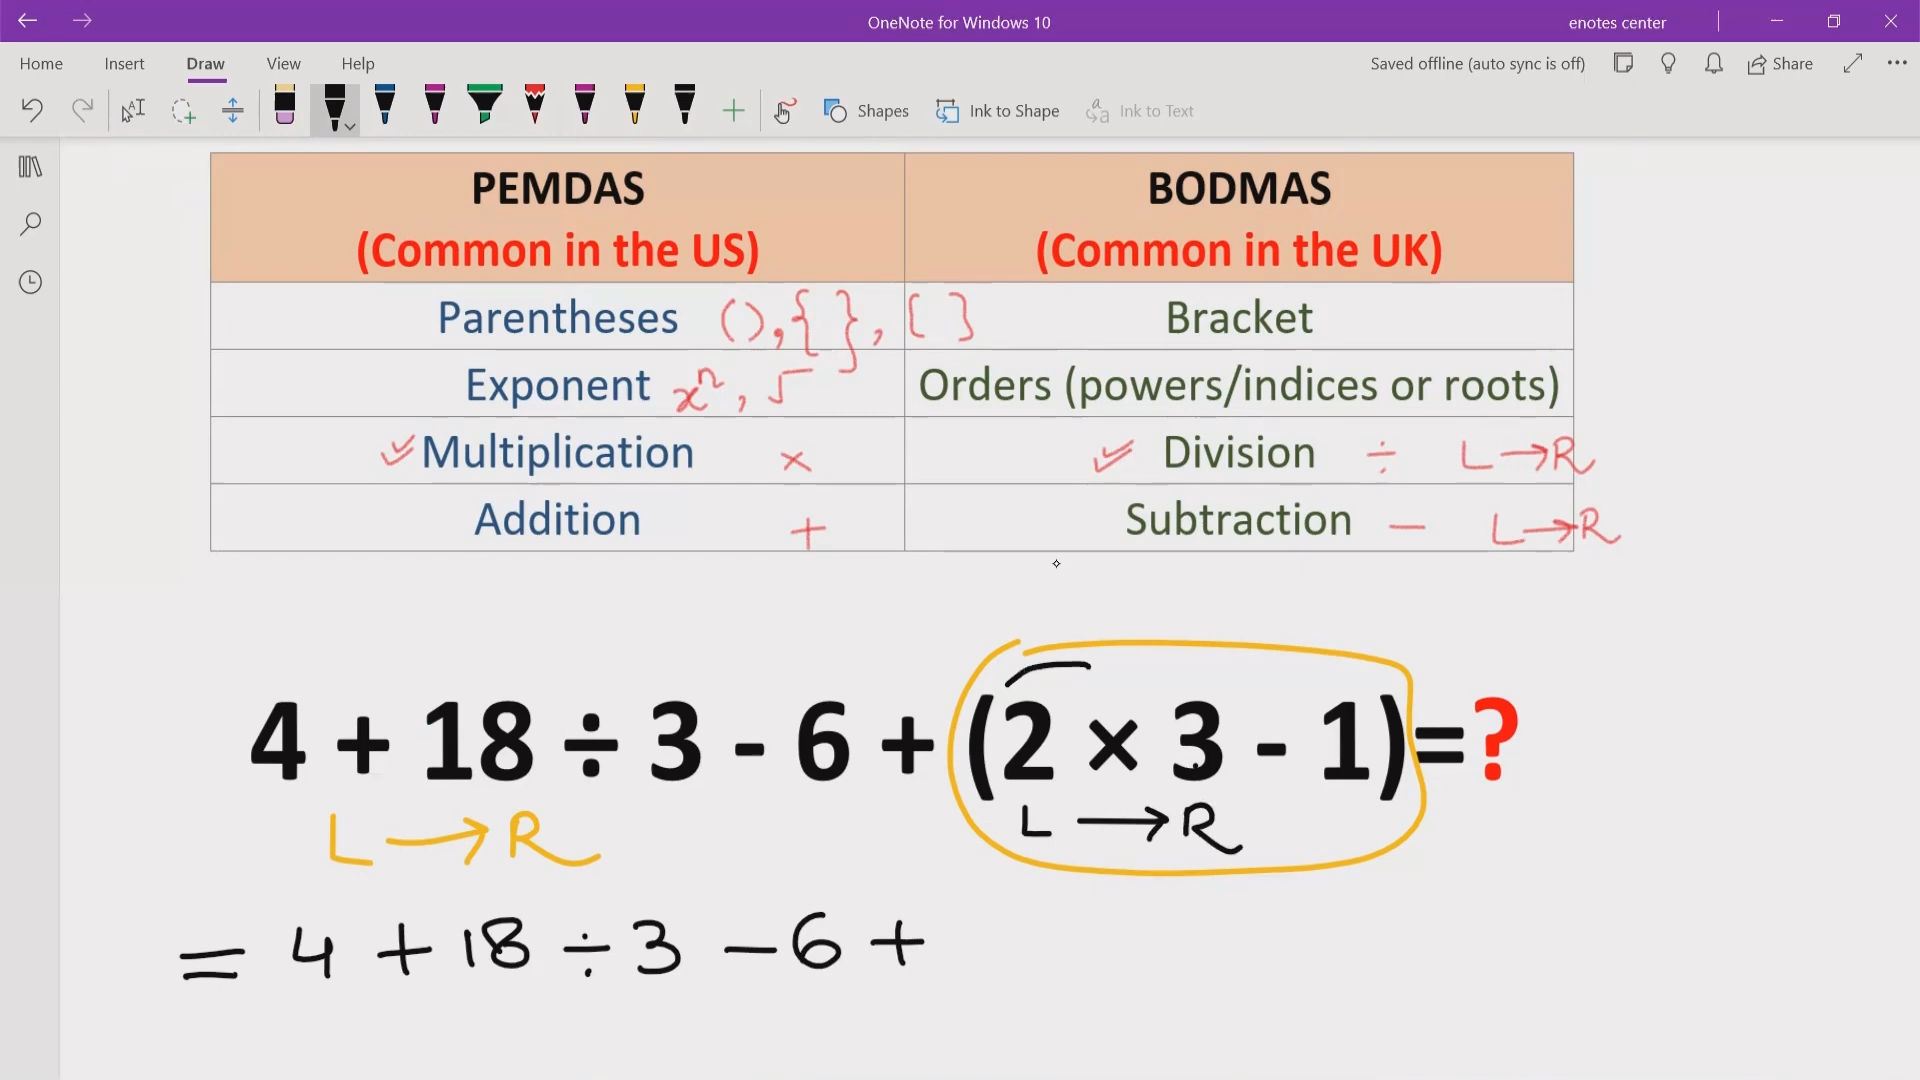 OneNote for Windows 10
enotes center
Home Insert Draw View Help
Saved offline (auto sync is off)
Share
Shapes
Ink to Shape
Ink to Text
PEMDAS
(Common in the US)
BODMAS
(Common in the UK)
Parentheses (),{},[]
Bracket
Exponent xⁿ, √
Orders (powers/indices or roots)
Multiplication ×
Division ÷ L→R
Addition +
Subtraction − L→R
4 + 18 ÷ 3 - 6 + (2 × 3 - 1)=?
L→R
L→R
= 4 + 18 ÷ 3 − 6 +